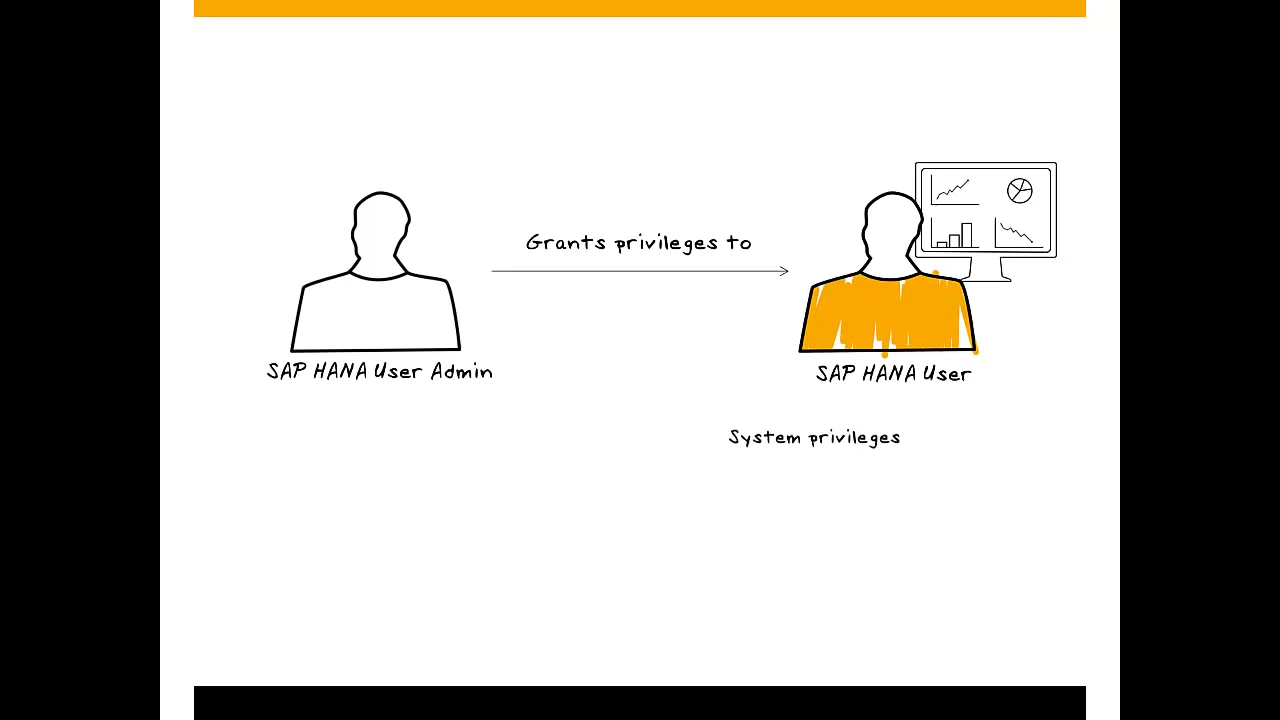 Grants privileges to
SAP HANA User Admin
SAP HANA User
System privileges